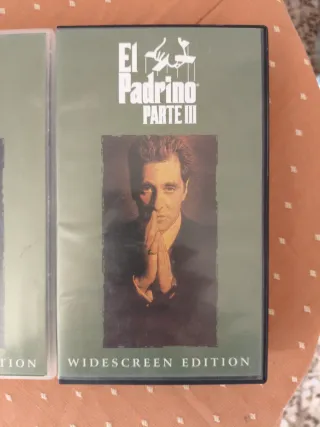 El
Padrino
PARTE III
WIDESCREEN EDITION
TION